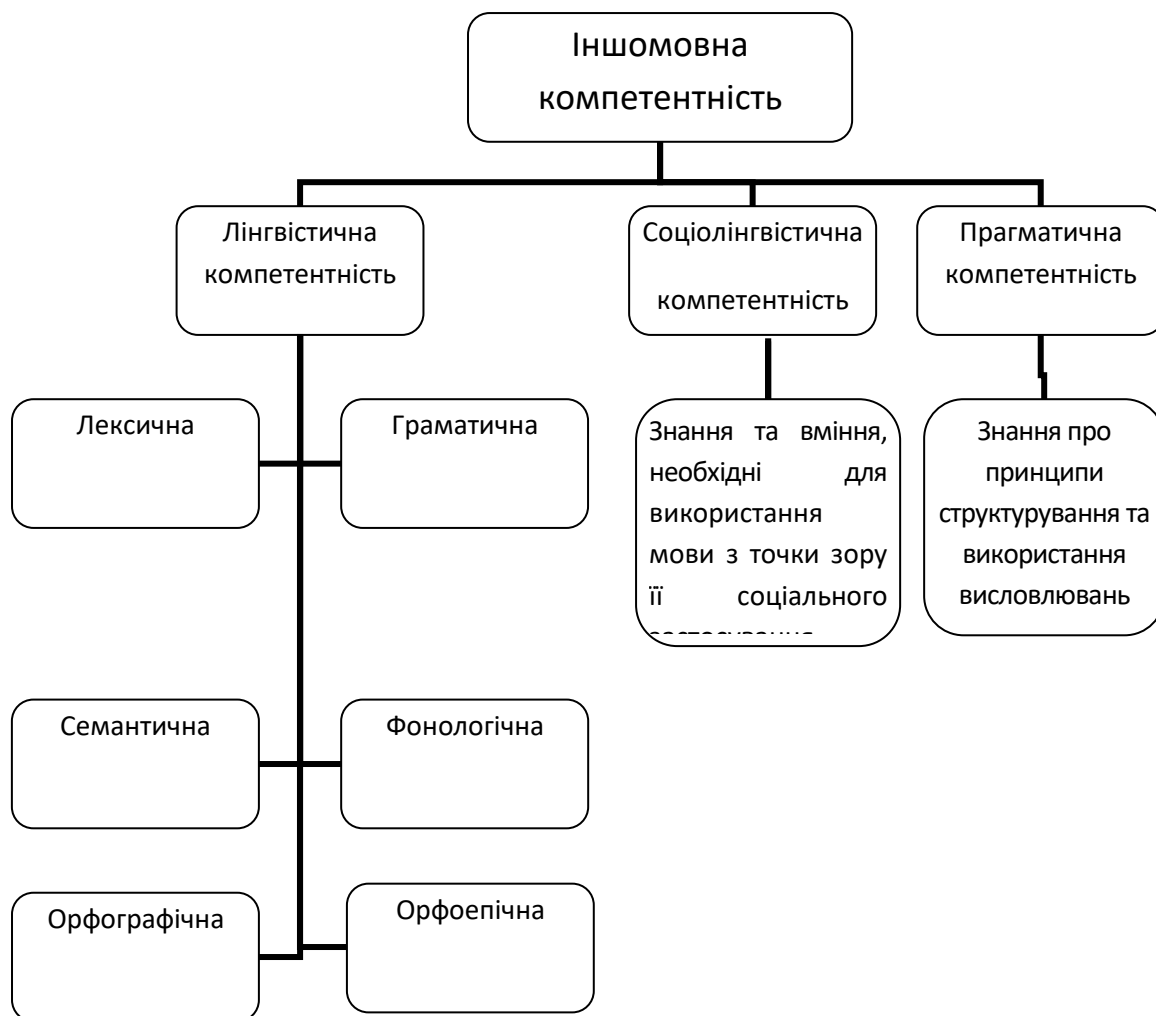 Іншомовна
компетентність
Лінгвістична
компетентність
Соціолінгвістична
компетентність
Прагматична
компетентність
Лексична
Граматична
Знання та вміння,
необхідні для
використання
мови з точки зору
її соціального
Знання про
принципи
структурування та
використання
висловлювань
Семантична
Фонологічна
Орфографічна
Орфоепічна